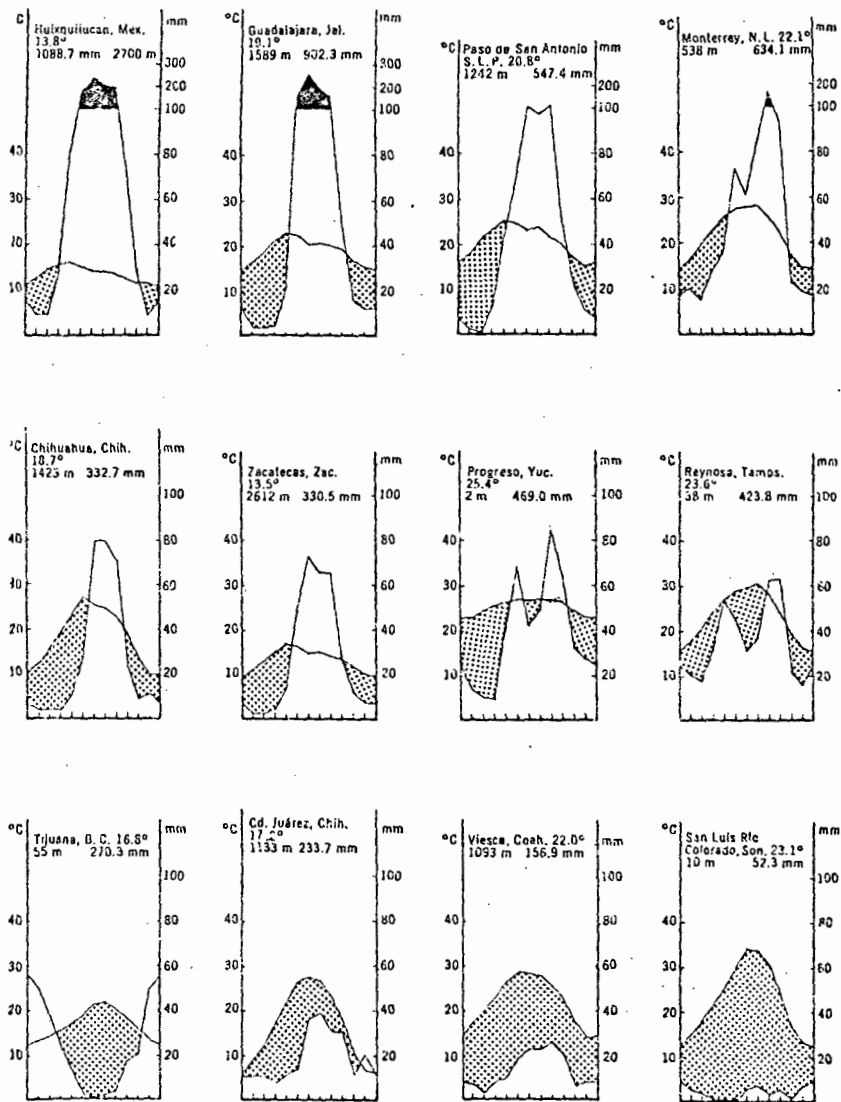 C Huixquilucan, Mex. mm
13.8°
1088.7 mm 2700 m
300
200
100
40 80
30 60
20 40
10 20
°C Guadalajara, Jal. mm
19.1°
1589 m 902.3 mm
300
200
100
40 80
30 60
20 40
10 20
°C Paso de San Antonio mm
S. L. P. 20.8°
1242 m 547.4 mm
200
100
40 80
30 60
20 40
10 20
°C Monterrey, N. L. 22.1° mm
538 m 634.1 mm
200
100
40 80
30 60
20 40
10 20
°C Chihuahua, Chih. mm
18.7°
1423 m 332.7 mm
100
40 80
30 60
20 40
10 20
°C Zacatecas, Zac. mm
13.5°
2612 m 330.5 mm
100
40 80
30 60
20 40
10 20
°C Progreso, Yuc. mm
25.4°
2 m 469.0 mm
100
40 80
30 60
20 40
10 20
°C Reynosa, Tamps. mm
23.6°
38 m 423.8 mm
100
40 80
30 60
20 40
10 20
°C mm
Tijuana, B. C. 16.8°
55 m 270.3 mm
100
40 80
30 60
20 40
10 20
°C Cd. Juárez, Chih. mm
1133 m 233.7 mm
100
40 80
30 60
20 40
10 20
°C mm
Viesca, Coah. 22.0°
1093 m 156.9 mm
100
40 80
30 60
20 40
10 20
°C mm
San Luis Río
Colorado, Son. 23.1°
10 m 52.3 mm
100
40 80
30 60
20 40
10 20